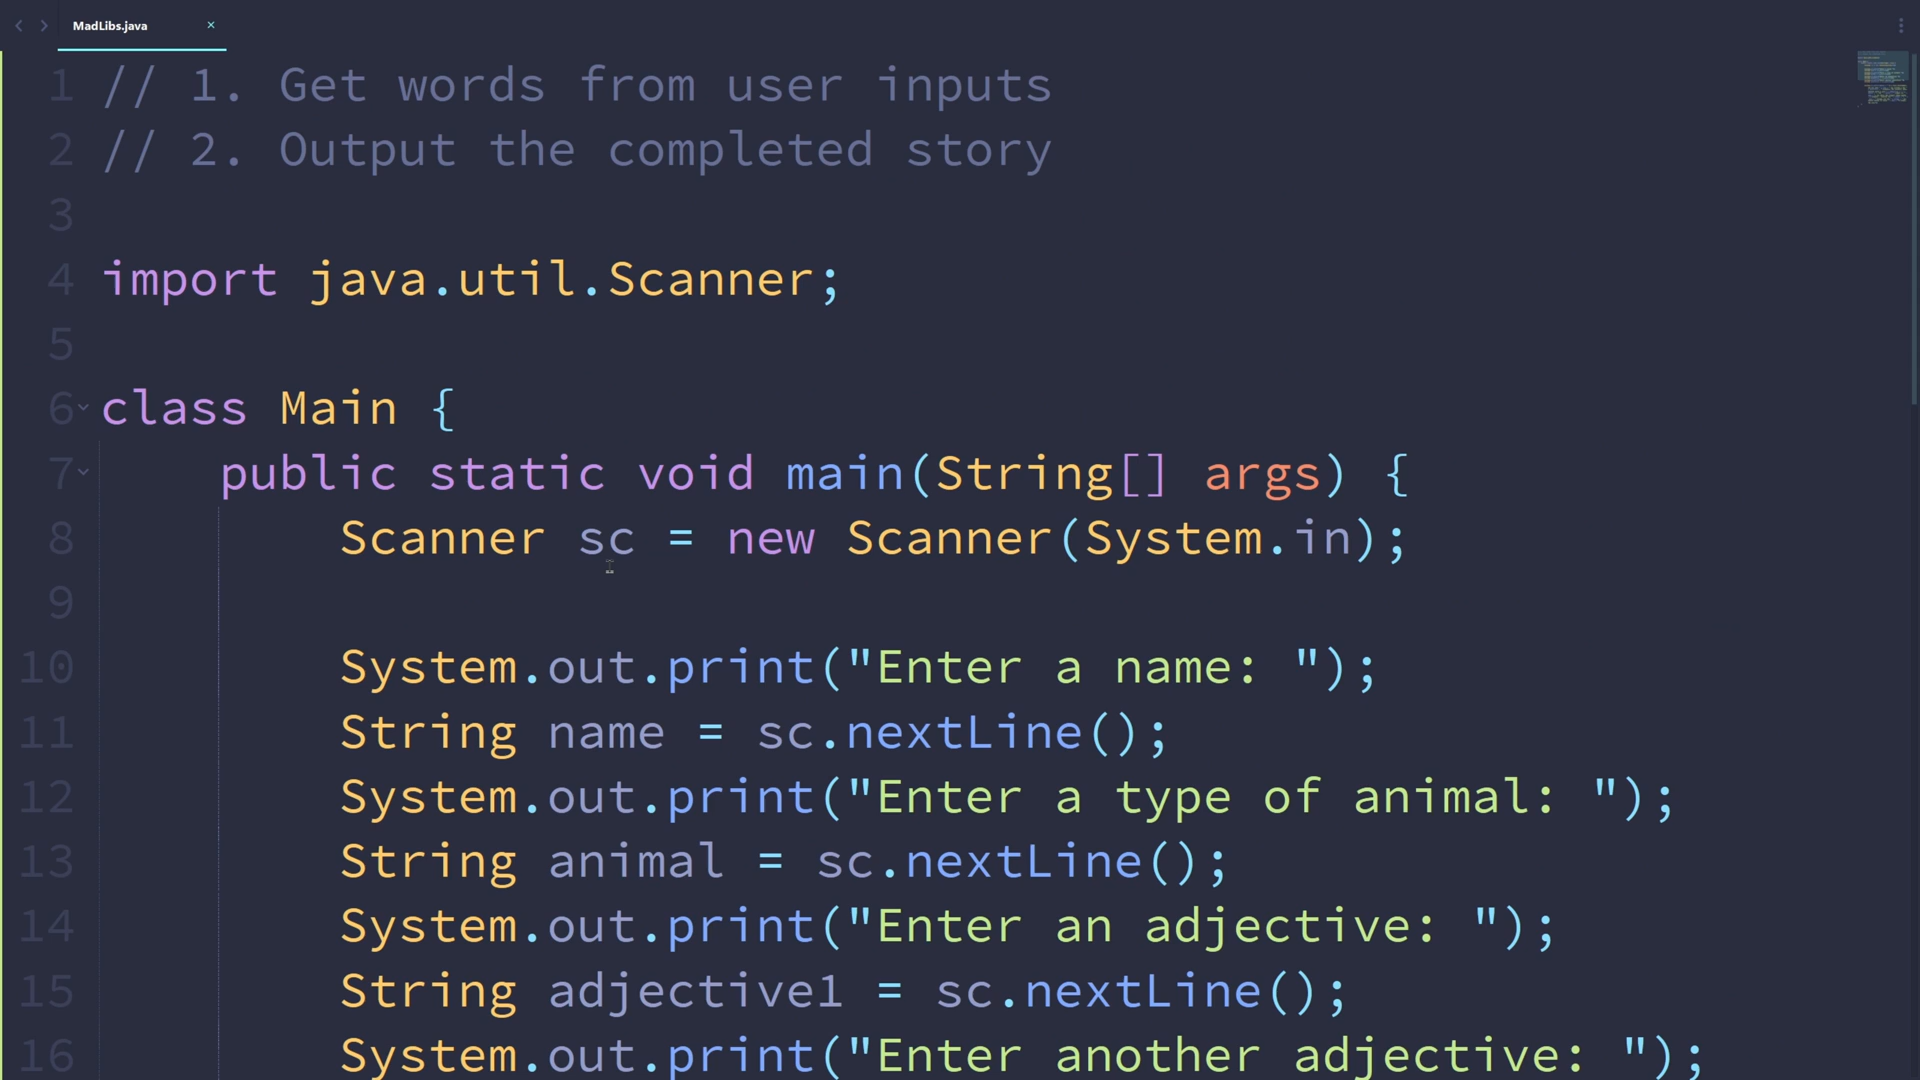 MadLibs.java ×
1 // 1. Get words from user inputs
2 // 2. Output the completed story
3
4 import java.util.Scanner;
5
6 class Main {
7 public static void main(String[] args) {
8 Scanner sc = new Scanner(System.in);
9
10 System.out.print("Enter a name: ");
11 String name = sc.nextLine();
12 System.out.print("Enter a type of animal: ");
13 String animal = sc.nextLine();
14 System.out.print("Enter an adjective: ");
15 String adjective1 = sc.nextLine();
16 System.out.print("Enter another adjective: ");